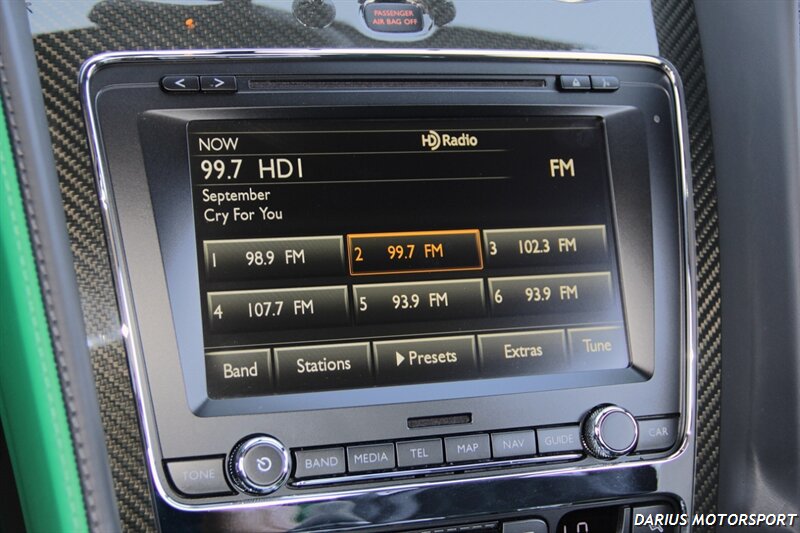 PASSENGER
AIR BAG OFF
< >
NOW HD Radio
99.7 HD1 FM
September
Cry For You
1 98.9 FM 2 99.7 FM 3 102.3 FM
4 107.7 FM 5 93.9 FM 6 93.9 FM
Band Stations Presets Extras Tune
TONE BAND MEDIA TEL MAP NAV GUIDE CAR
LO
DARIUS MOTORSPORT